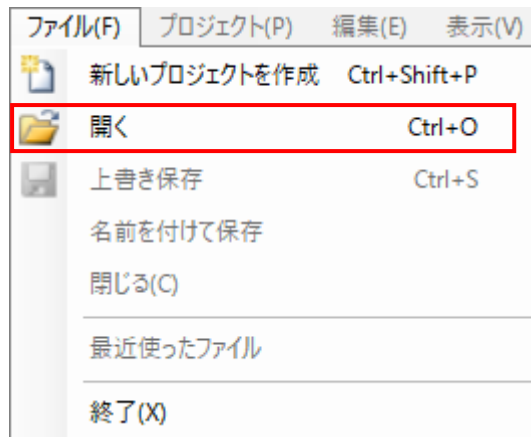 ファイル(F) プロジェクト(P) 編集(E) 表示(V)
新しいプロジェクトを作成 Ctrl+Shift+P
開く Ctrl+O
上書き保存 Ctrl+S
名前を付けて保存
閉じる(C)
最近使ったファイル
終了(X)